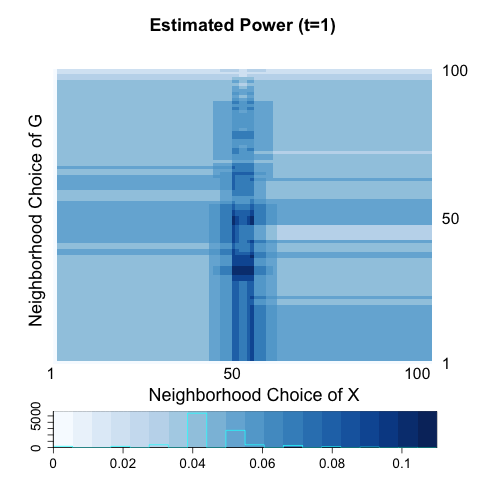 Estimated Power (t=1)
Neighborhood Choice of G
100
50
1
1 50 100
Neighborhood Choice of X
0 5000
0 0.02 0.04 0.06 0.08 0.1